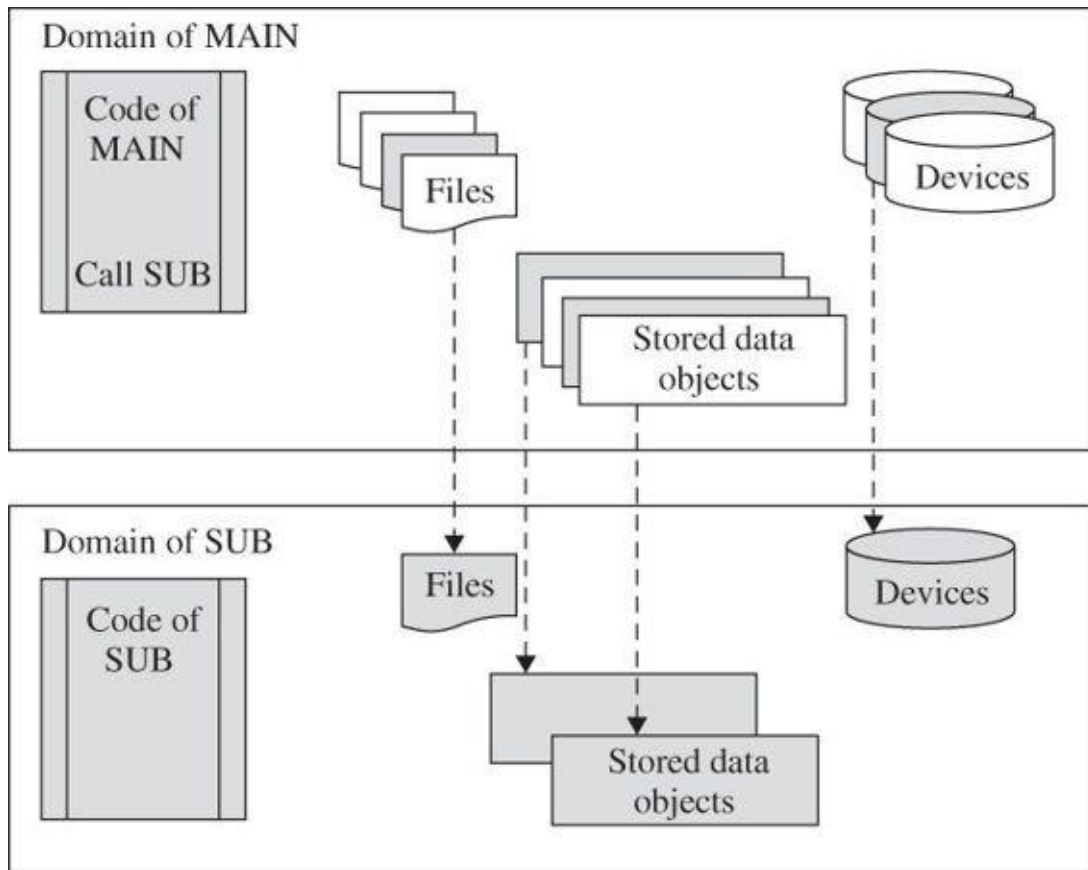 Domain of MAIN
Code of
MAIN
Call SUB
Files
Devices
Stored data
objects
Domain of SUB
Code of
SUB
Files
Devices
Stored data
objects